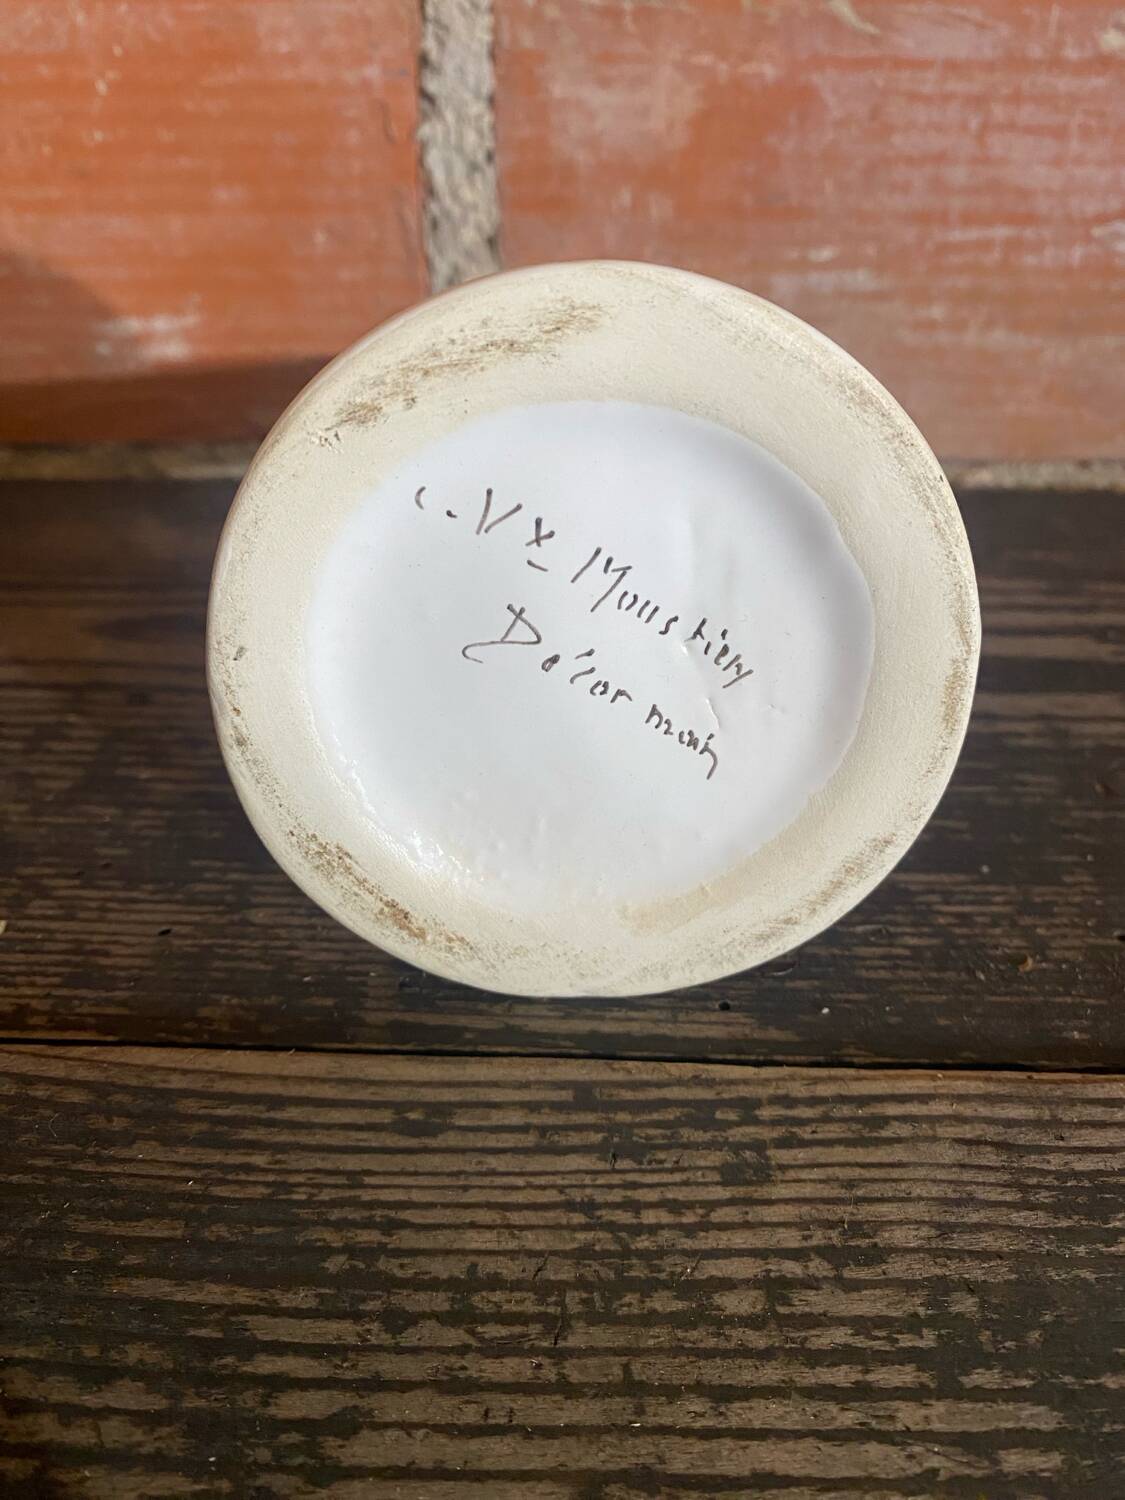 Vx Moustiers
Décor main